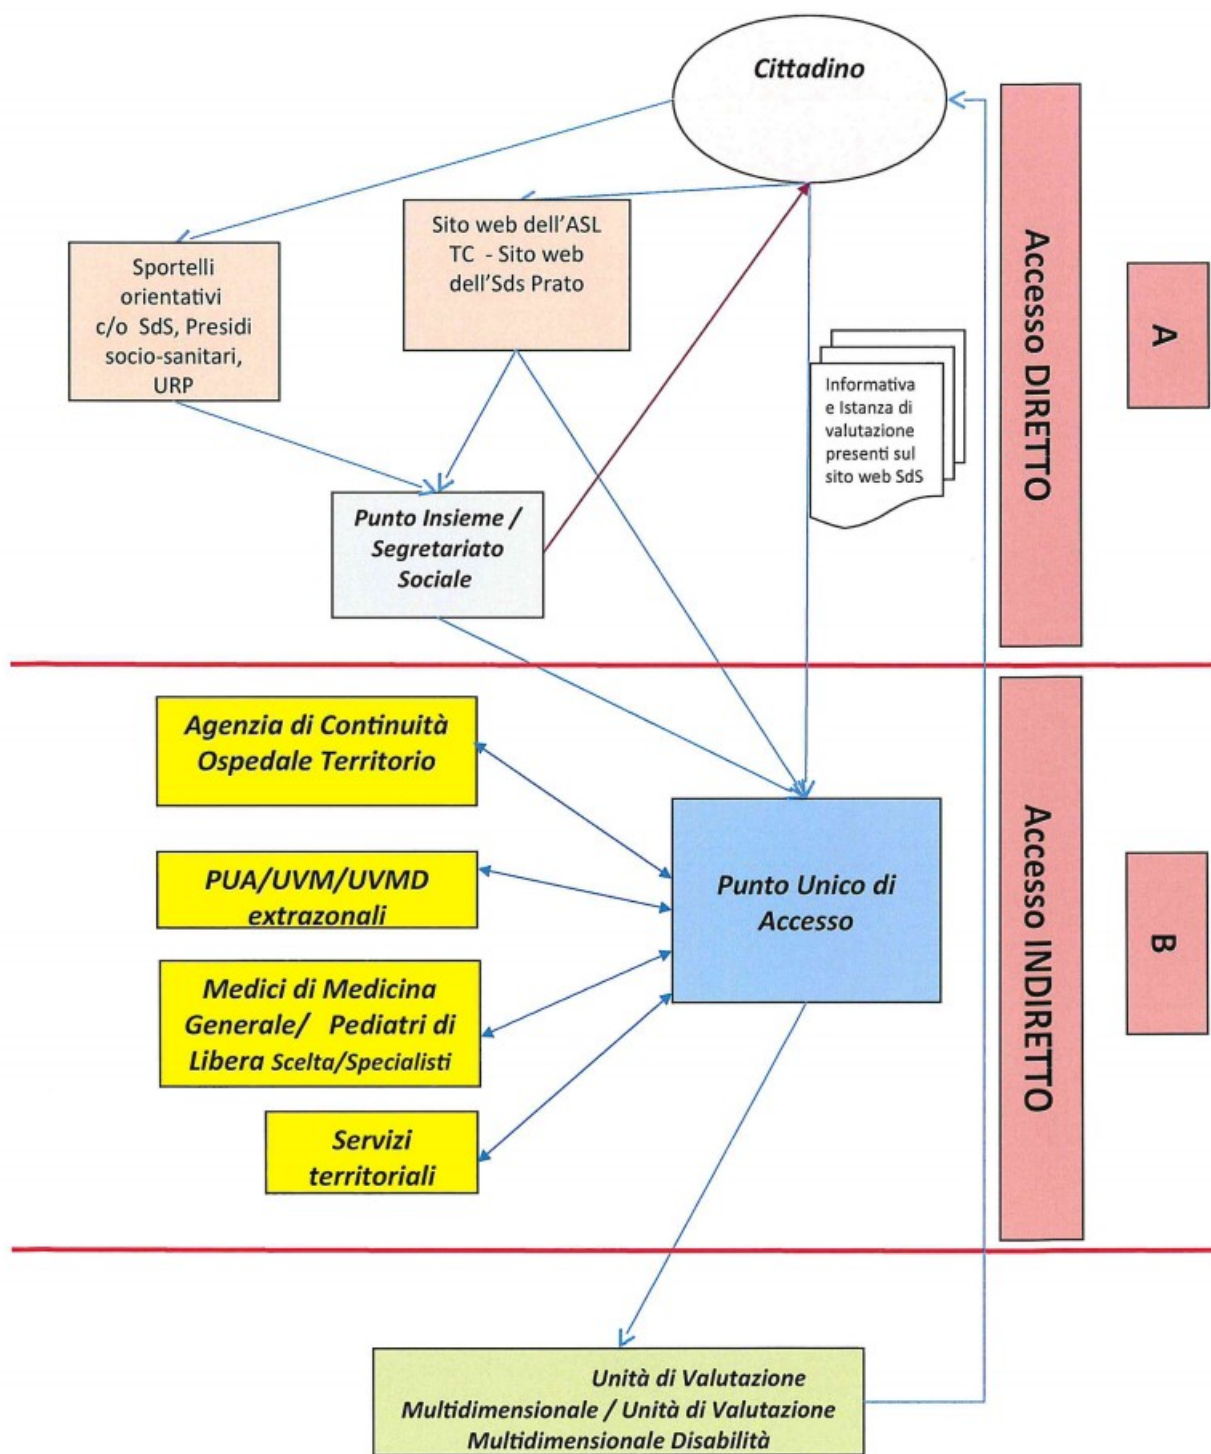 Cittadino
Sito web dell'ASL
TC - Sito web
dell'Sds Prato
Sportelli
orientativi
c/o SdS, Presidi
socio-sanitari,
URP
Informativa
e Istanza di
valutazione
presenti sul
sito web SdS
Punto Insieme /
Segretariato
Sociale
Accesso DIRETTO
A
Agenzia di Continuità
Ospedale Territorio
PUA/UVM/UVMD
extrazonali
Medici di Medicina
Generale/ Pediatri di
Libera Scelta/Specialisti
Servizi
territoriali
Punto Unico di
Accesso
Accesso INDIRETTO
B
Unità di Valutazione
Multidimensionale / Unità di Valutazione
Multidimensionale Disabilità